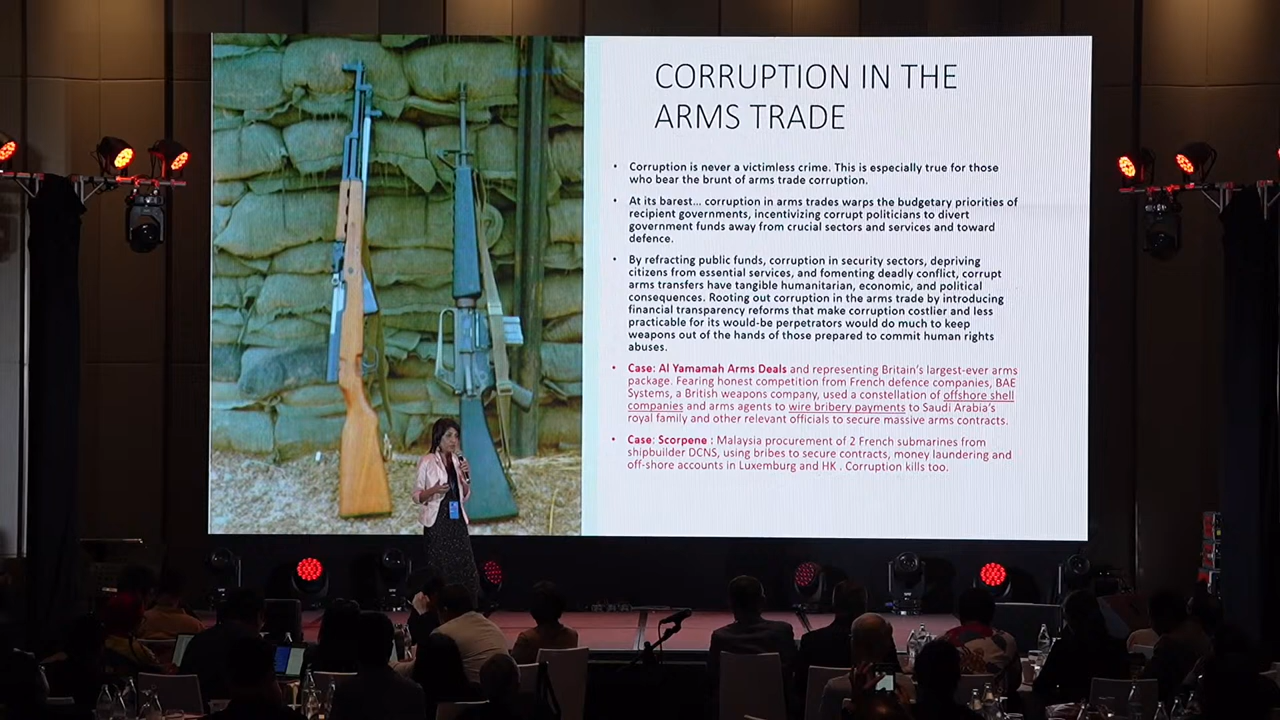 CORRUPTION IN THE
ARMS TRADE
• Corruption is never a victimless crime. This is especially true for those
who bear the brunt of arms trade corruption.
• At its barest... corruption in arms trades warps the budgetary priorities of
recipient governments, incentivizing corrupt politicians to divert
government funds away from crucial sectors and services and toward
defence.
• By refracting public funds, corruption in security sectors, depriving
citizens from essential services, and fomenting deadly conflict, corrupt
arms transfers have tangible humanitarian, economic, and political
consequences. Rooting out corruption in the arms trade by introducing
financial transparency reforms that make corruption costlier and less
practicable for its would-be perpetrators would do much to keep
weapons out of the hands of those prepared to commit human rights
abuses.
• Case: Al Yamamah Arms Deals and representing Britain's largest-ever arms
package. Fearing honest competition from French defence companies, BAE
Systems, a British weapons company, used a constellation of offshore shell
companies and arms agents to wire bribery payments to Saudi Arabia's
royal family and other relevant officials to secure massive arms contracts.
• Case: Scorpene : Malaysia procurement of 2 French submarines from
shipbuilder DCNS, using bribes to secure contracts, money laundering and
off-shore accounts in Luxemburg and HK . Corruption kills too.